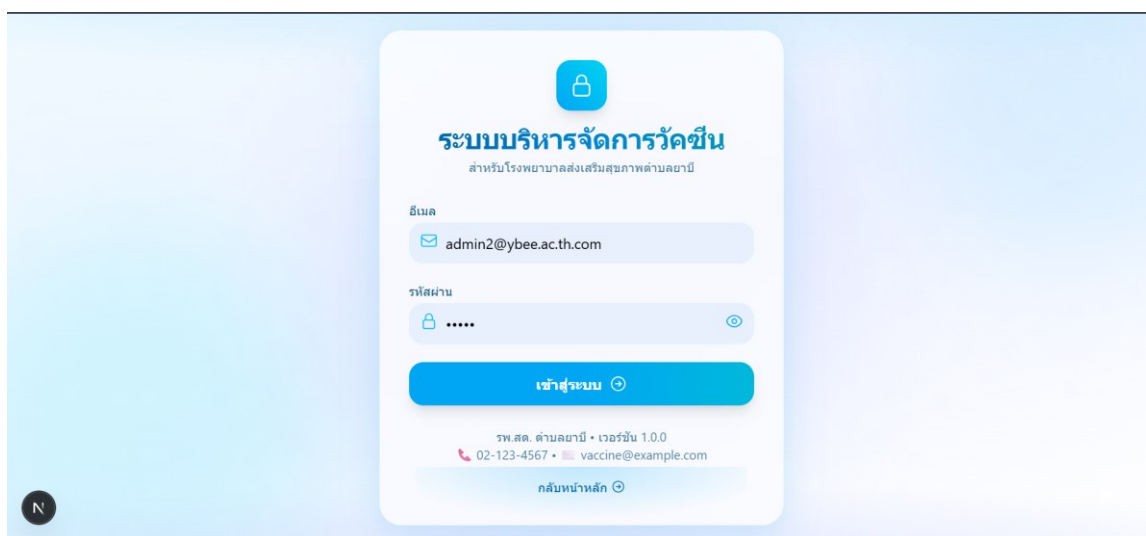 ระบบบริหารจัดการวัคซีน
สำหรับโรงพยาบาลส่งเสริมสุขภาพตำบลยาบี
อีเมล
admin2@ybee.ac.th.com
รหัสผ่าน
•••••
เข้าสู่ระบบ
รพ.สต. ตำบลยาบี • เวอร์ชัน 1.0.0
02-123-4567 • vaccine@example.com
กลับหน้าหลัก
N